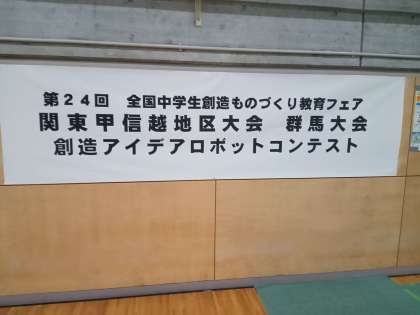 第２４回　全国中学生創造ものづくり教育フェア
関東甲信越地区大会　群馬大会
創造アイデアロボットコンテスト